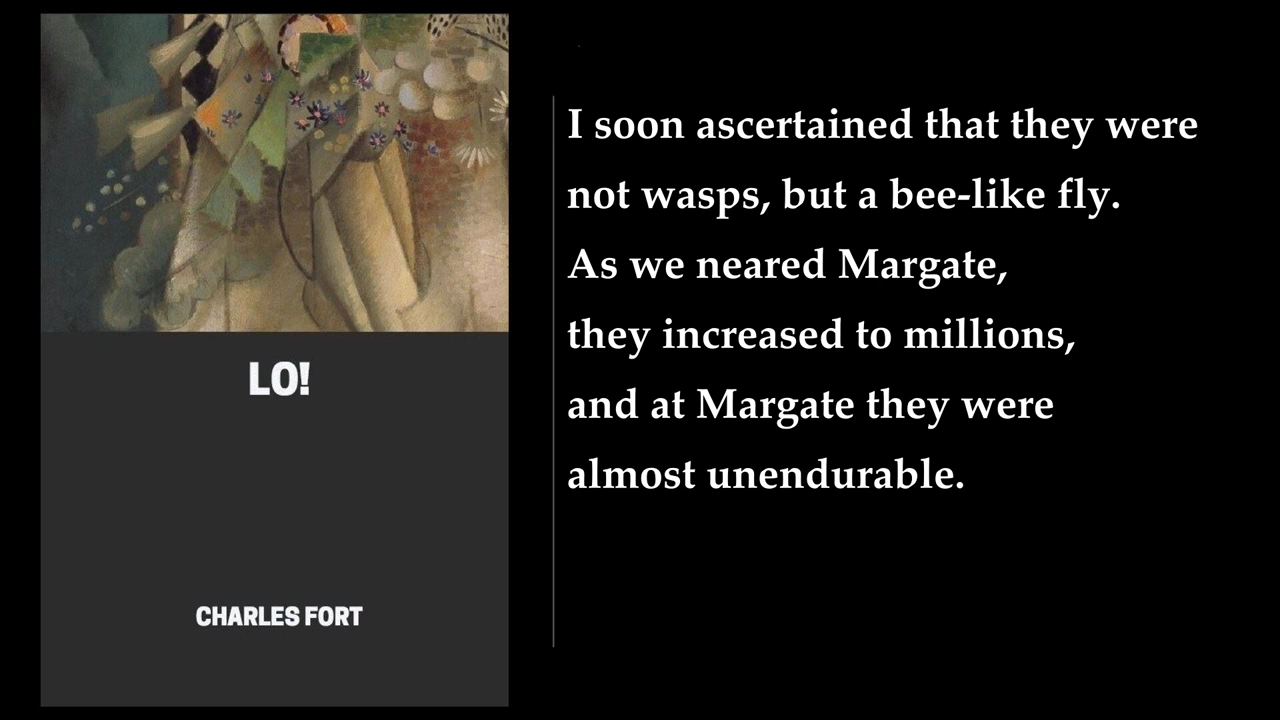 LO!
CHARLES FORT
I soon ascertained that they were
not wasps, but a bee-like fly.
As we neared Margate,
they increased to millions,
and at Margate they were
almost unendurable.